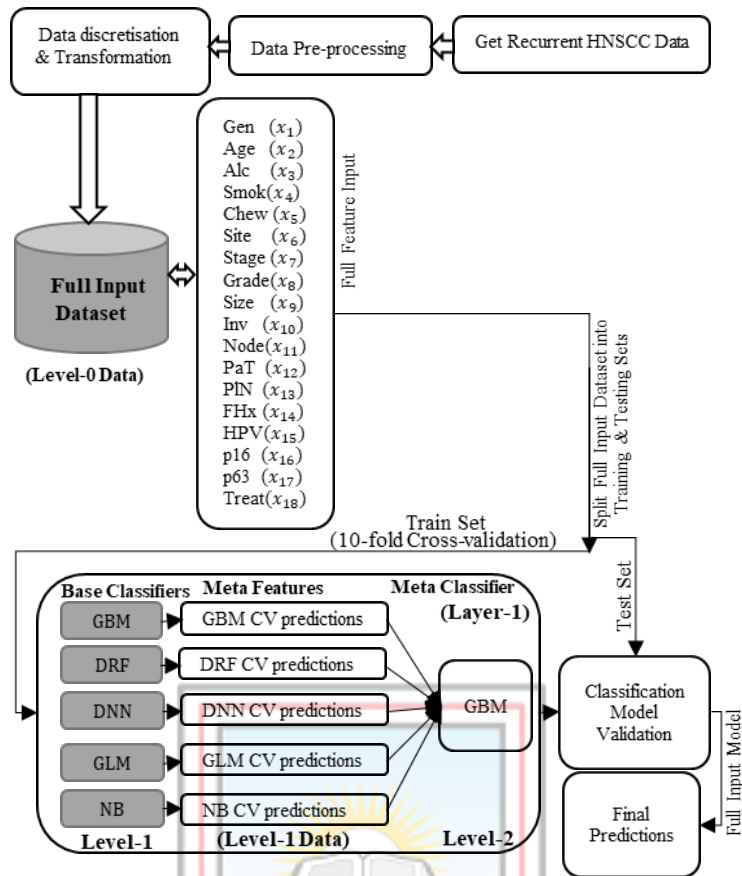 Data discretisation
& Transformation
Data Pre-processing
Get Recurrent HNSCC Data
Full Input
Dataset
(Level-0 Data)
Gen (x₁)
Age (x₂)
Alc (x₃)
Smok(x₄)
Chew (x₅)
Site (x₆)
Stage (x₇)
Grade(x₈)
Size (x₉)
Inv (x₁₀)
Node(x₁₁)
PaT (x₁₂)
PlN (x₁₃)
FHx (x₁₄)
HPV(x₁₅)
p16 (x₁₆)
p63 (x₁₇)
Treat(x₁₈)
Full Feature Input
Split Full Input Dataset into
Training & Testing Sets
Train Set
(10-fold Cross-validation)
Test Set
Base Classifiers
Meta Features
Meta Classifier
(Layer-1)
GBM
GBM CV predictions
DRF
DRF CV predictions
DNN
DNN CV predictions
GLM
GLM CV predictions
NB
NB CV predictions
GBM
Level-1
(Level-1 Data)
Level-2
Classification
Model
Validation
Full Input Model
Final
Predictions